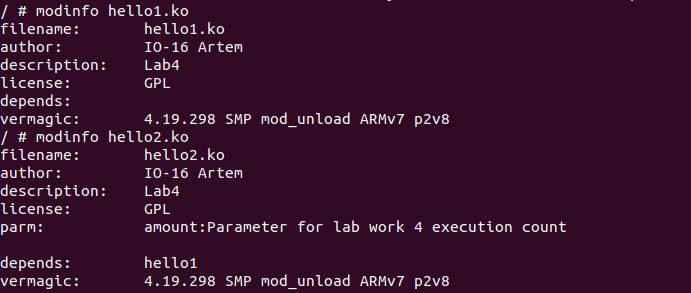 / # modinfo hello1.ko
filename:       hello1.ko
author:         IO-16 Artem
description:    Lab4
license:        GPL
depends:
vermagic:       4.19.298 SMP mod_unload ARMv7 p2v8
/ # modinfo hello2.ko
filename:       hello2.ko
author:         IO-16 Artem
description:    Lab4
license:        GPL
parm:           amount:Parameter for lab work 4 execution count
depends:        hello1
vermagic:       4.19.298 SMP mod_unload ARMv7 p2v8